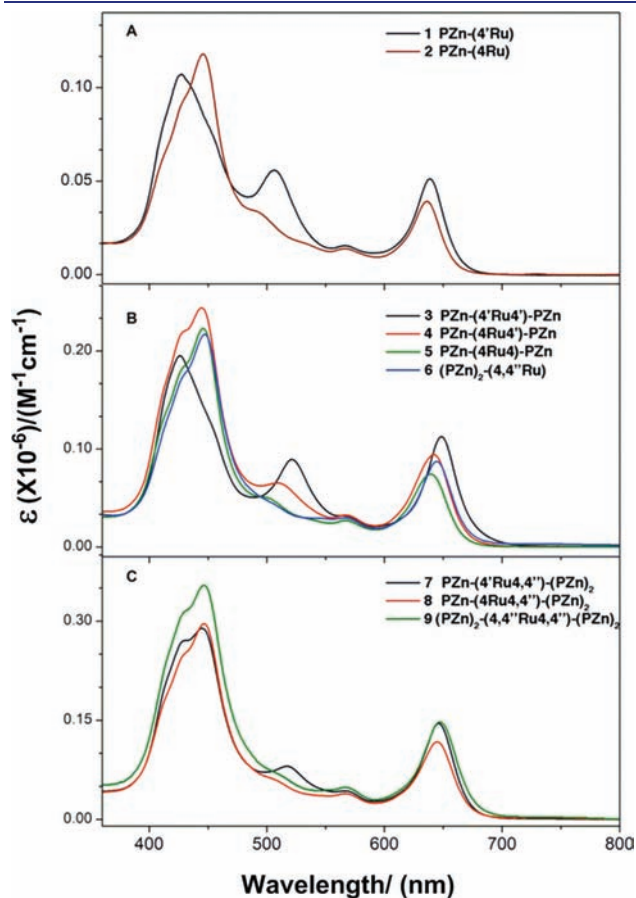 A
1 PZn-(4'Ru)
2 PZn-(4Ru)
0.10
0.05
0.00
B
3 PZn-(4'Ru4')-PZn
4 PZn-(4Ru4')-PZn
5 PZn-(4Ru4)-PZn
6 (PZn)₂-(4,4''Ru)
0.20
0.10
0.00
ε (X10⁻⁶)/(M⁻¹cm⁻¹)
C
7 PZn-(4'Ru4,4'')-(PZn)₂
8 PZn-(4Ru4,4'')-(PZn)₂
9 (PZn)₂-(4,4''Ru4,4'')-(PZn)₂
0.30
0.15
0.00
400 500 600 700 800
Wavelength/ (nm)